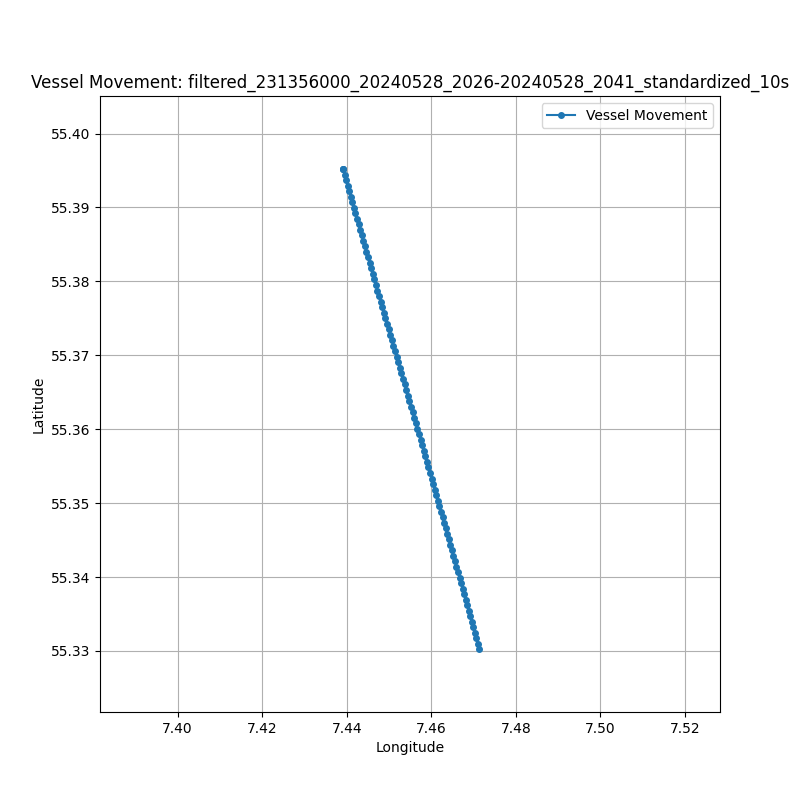 Vessel Movement: filtered_231356000_20240528_2026-20240528_2041_standardized_10s
Vessel Movement
55.40
55.39
55.38
55.37
55.36
55.35
55.34
55.33
Latitude
7.40 7.42 7.44 7.46 7.48 7.50 7.52
Longitude